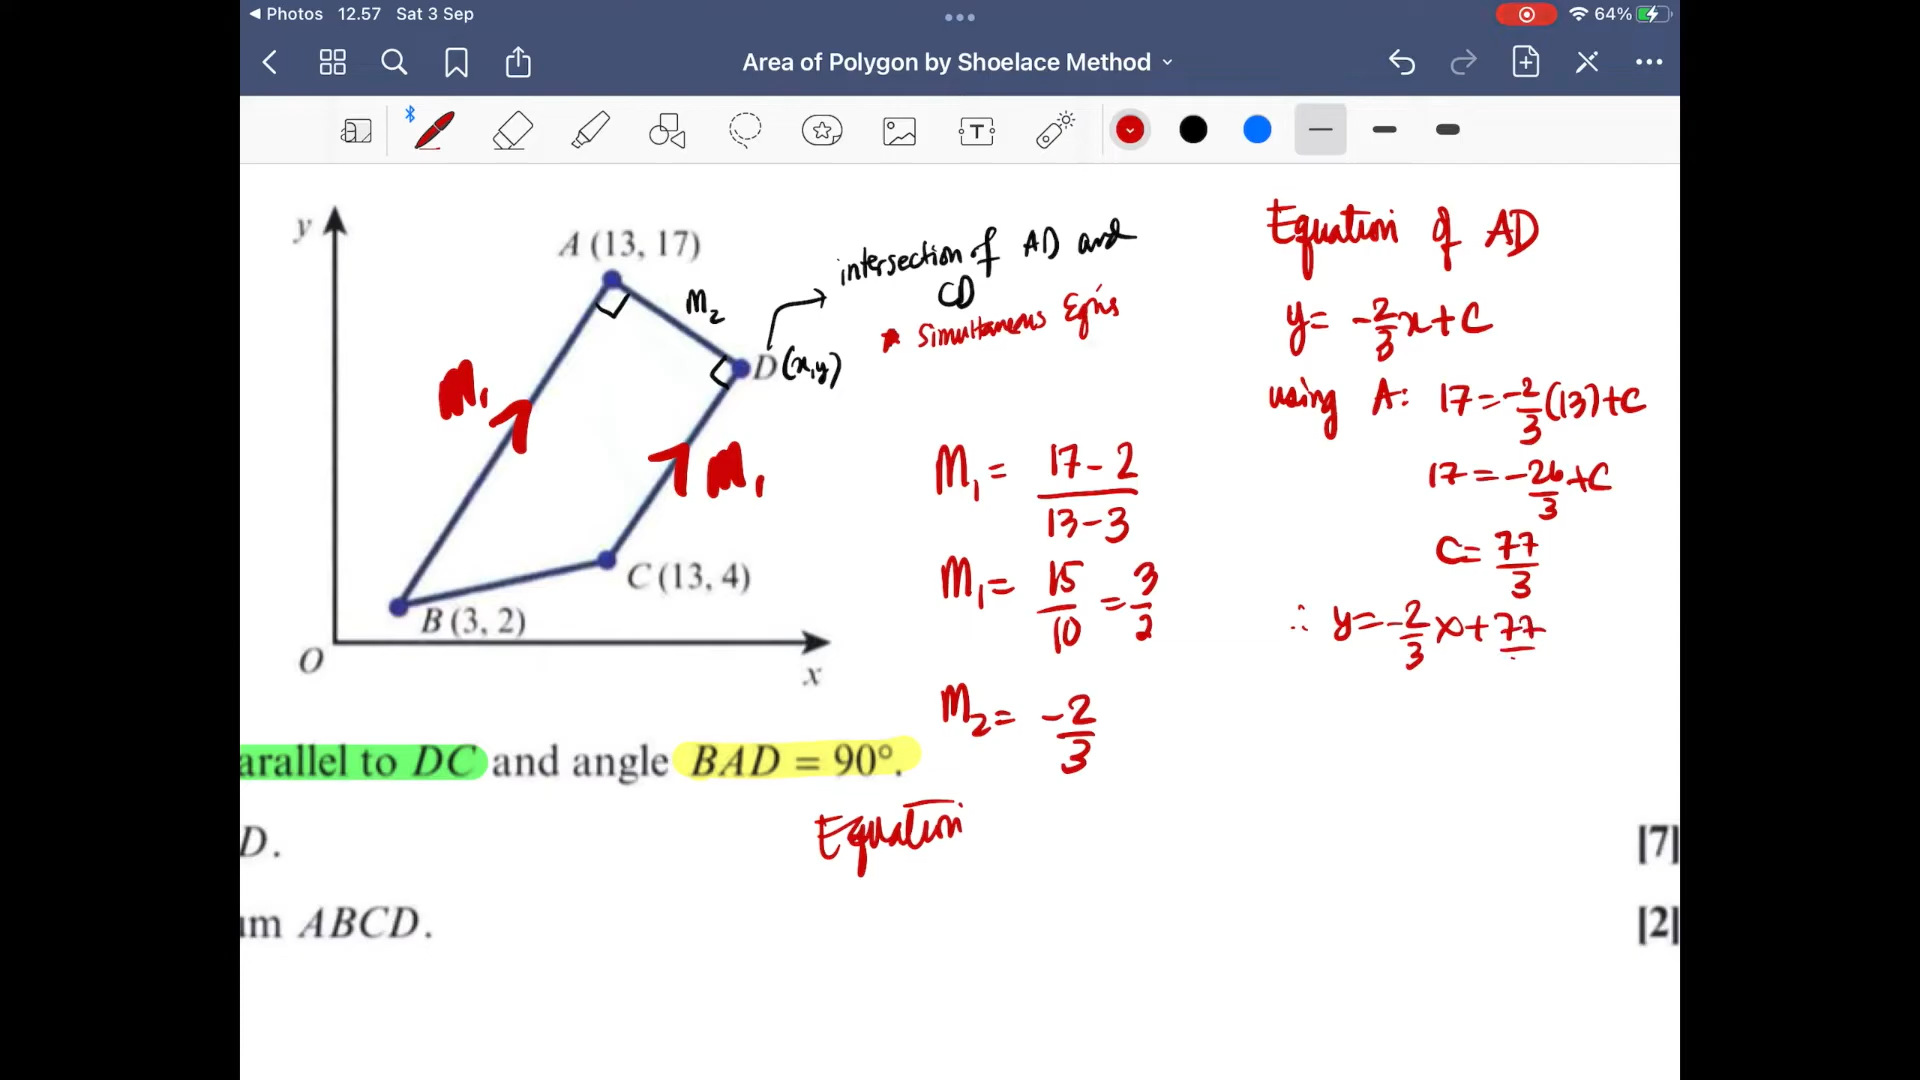 Photos 12.57 Sat 3 Sep
64%
Area of Polygon by Shoelace Method
T
y
A (13, 17)
M₂
D (x,y)
intersection of AD and
CD
* Simultaneous Eqn's
M₁
M₁
C (13, 4)
B (3, 2)
O
x
M₁ = 17 - 2 / 13 - 3
M₁ = 15/10 = 3/2
M₂ = -2/3
Equation of AD
y = -2/3 x + C
using A: 17 = -2/3 (13) + C
17 = -26/3 + C
C = 77/3
∴ y = -2/3 x + 77
arallel to DC and angle BAD = 90°.
Equation
D. [7]
um ABCD. [2]